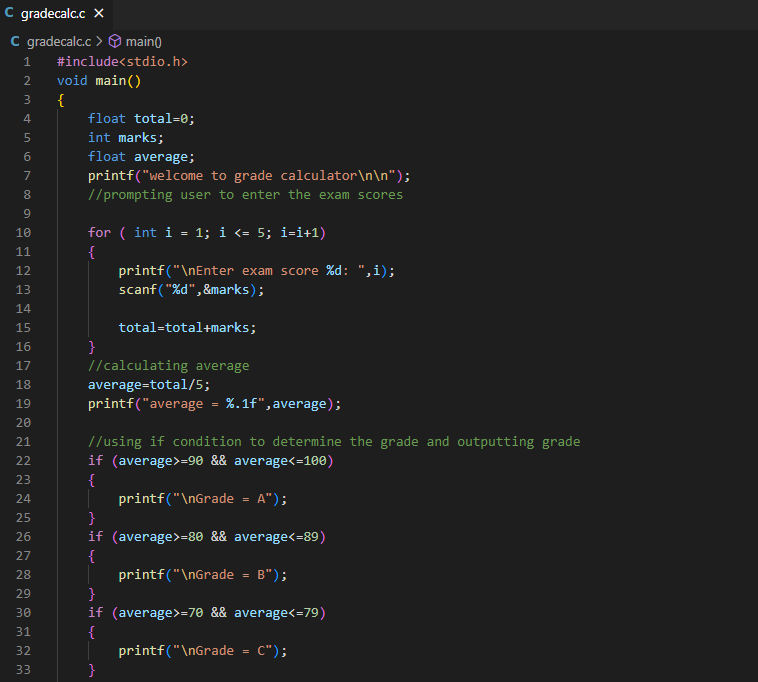 C gradecalc.c ×
C gradecalc.c > main()
1 #include<stdio.h>
2 void main()
3 {
4     float total=0;
5     int marks;
6     float average;
7     printf("welcome to grade calculator\n\n");
8     //prompting user to enter the exam scores
9
10     for ( int i = 1; i <= 5; i=i+1)
11     {
12         printf("\nEnter exam score %d: ",i);
13         scanf("%d",&marks);
14
15         total=total+marks;
16     }
17     //calculating average
18     average=total/5;
19     printf("average = %.1f",average);
20
21     //using if condition to determine the grade and outputting grade
22     if (average>=90 && average<=100)
23     {
24         printf("\nGrade = A");
25     }
26     if (average>=80 && average<=89)
27     {
28         printf("\nGrade = B");
29     }
30     if (average>=70 && average<=79)
31     {
32         printf("\nGrade = C");
33     }